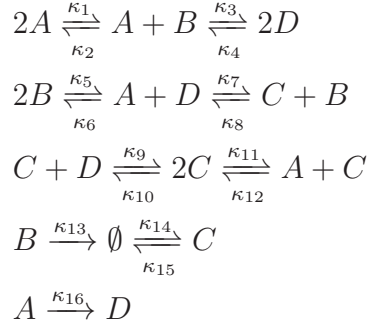 2A ⇌ A + B ⇌ 2D κ₁ κ₂ κ₃ κ₄
2B ⇌ A + D ⇌ C + B κ₅ κ₆ κ₇ κ₈
C + D ⇌ 2C ⇌ A + C κ₉ κ₁₀ κ₁₁ κ₁₂
B → ∅ ⇌ C κ₁₃ κ₁₄ κ₁₅
A → D κ₁₆